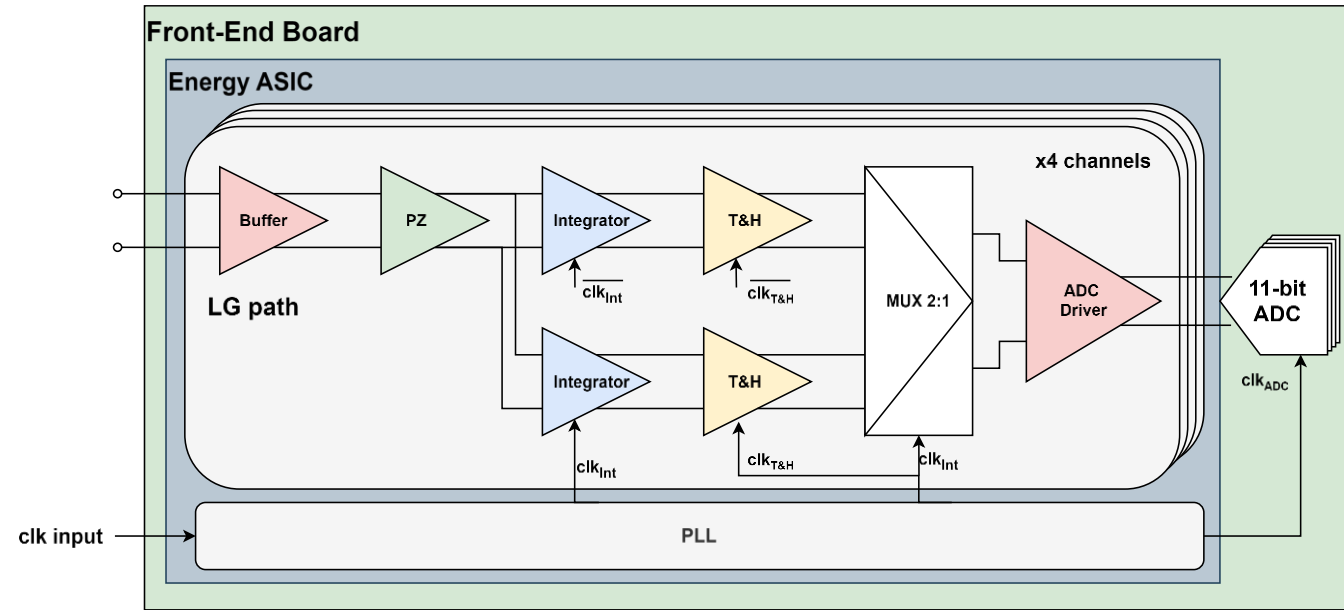 Front-End Board
Energy ASIC
x4 channels
Buffer
PZ
Integrator
T&H
clkInt
clkT&H
LG path
MUX 2:1
ADC
Driver
11-bit
ADC
Integrator
T&H
clkADC
clkInt
clkT&H
clkInt
clk input
PLL